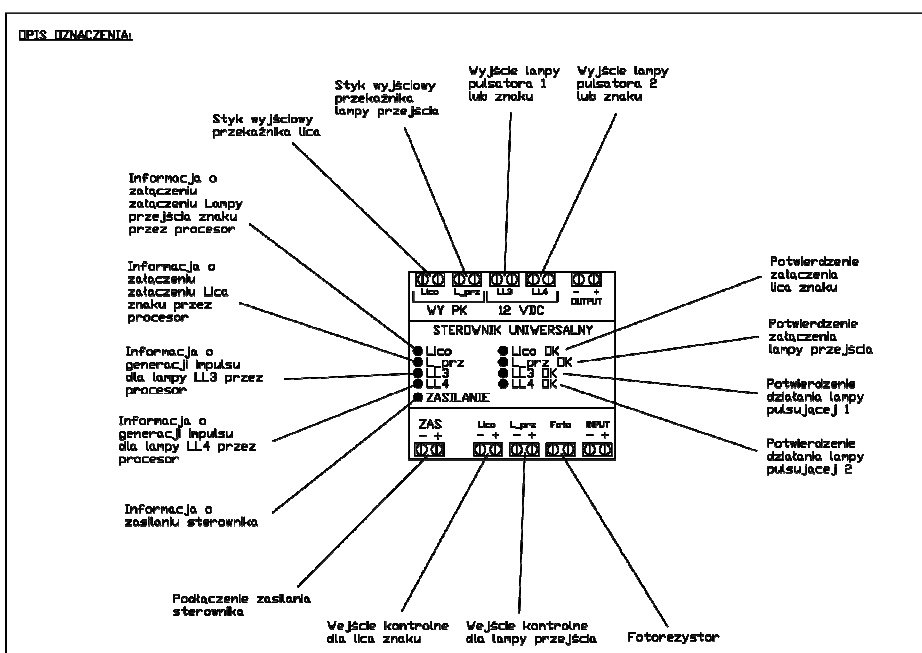 OPIS OZNACZENIA:
Wyjście lampy
pulsatora 1
lub znaku
Wyjście lampy
pulsatora 2
lub znaku
Styk wyjściowy
przekaźnika
lampy przejścia
Styk wyjściowy
przekaźnika lica
Informacja o
załączeniu
załączeniu Lampy
przejścia znaku
przez procesor
Informacja o
załączeniu
załączeniu Lica
znaku przez
procesor
Informacja o
generacji impulsu
dla lampy LL3 przez
procesor
Informacja o
generacji impulsu
dla lampy LL4 przez
procesor
Informacja o
zasilaniu sterownika
Podłączenie zasilania
sterownika
Lico L_prz LL3 LL4 - +
OUTPUT
WY PK 12 VDC
STEROWNIK UNIWERSALNY
Lico Lico OK
L_prz L_prz OK
LL3 LL3 OK
LL4 LL4 OK
ZASILANIE
ZAS Lico L_prz Foto INPUT
- + - + - + - +
Potwierdzenie
załączenia
lica znaku
Potwierdzenie
załączenia
lampy przejścia
Potwierdzenie
działania lampy
pulsującej 1
Potwierdzenie
działania lampy
pulsującej 2
Wejście kontrolne
dla lica znaku
Wejście kontrolne
dla lampy przejścia
Fotorezystor